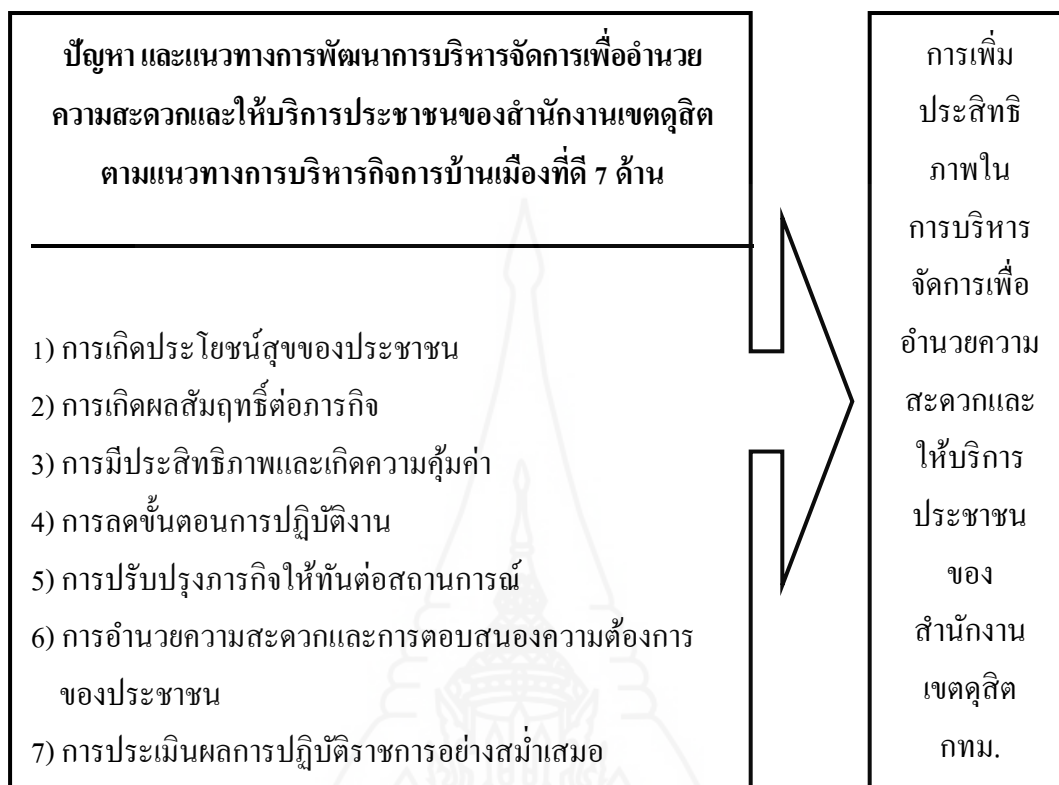 ปัญหา และแนวทางการพัฒนาการบริหารจัดการเพื่ออำนวย
ความสะดวกและให้บริการประชาชนของสำนักงานเขตดุสิต
ตามแนวทางการบริหารกิจการบ้านเมืองที่ดี 7 ด้าน
1) การเกิดประโยชน์สุขของประชาชน
2) การเกิดผลสัมฤทธิ์ต่อภารกิจ
3) การมีประสิทธิภาพและเกิดความคุ้มค่า
4) การลดขั้นตอนการปฏิบัติงาน
5) การปรับปรุงภารกิจให้ทันต่อสถานการณ์
6) การอำนวยความสะดวกและการตอบสนองความต้องการ
ของประชาชน
7) การประเมินผลการปฏิบัติราชการอย่างสม่ำเสมอ
การเพิ่ม
ประสิทธิ
ภาพใน
การบริหาร
จัดการเพื่อ
อำนวยความ
สะดวกและ
ให้บริการ
ประชาชน
ของ
สำนักงาน
เขตดุสิต
กทม.